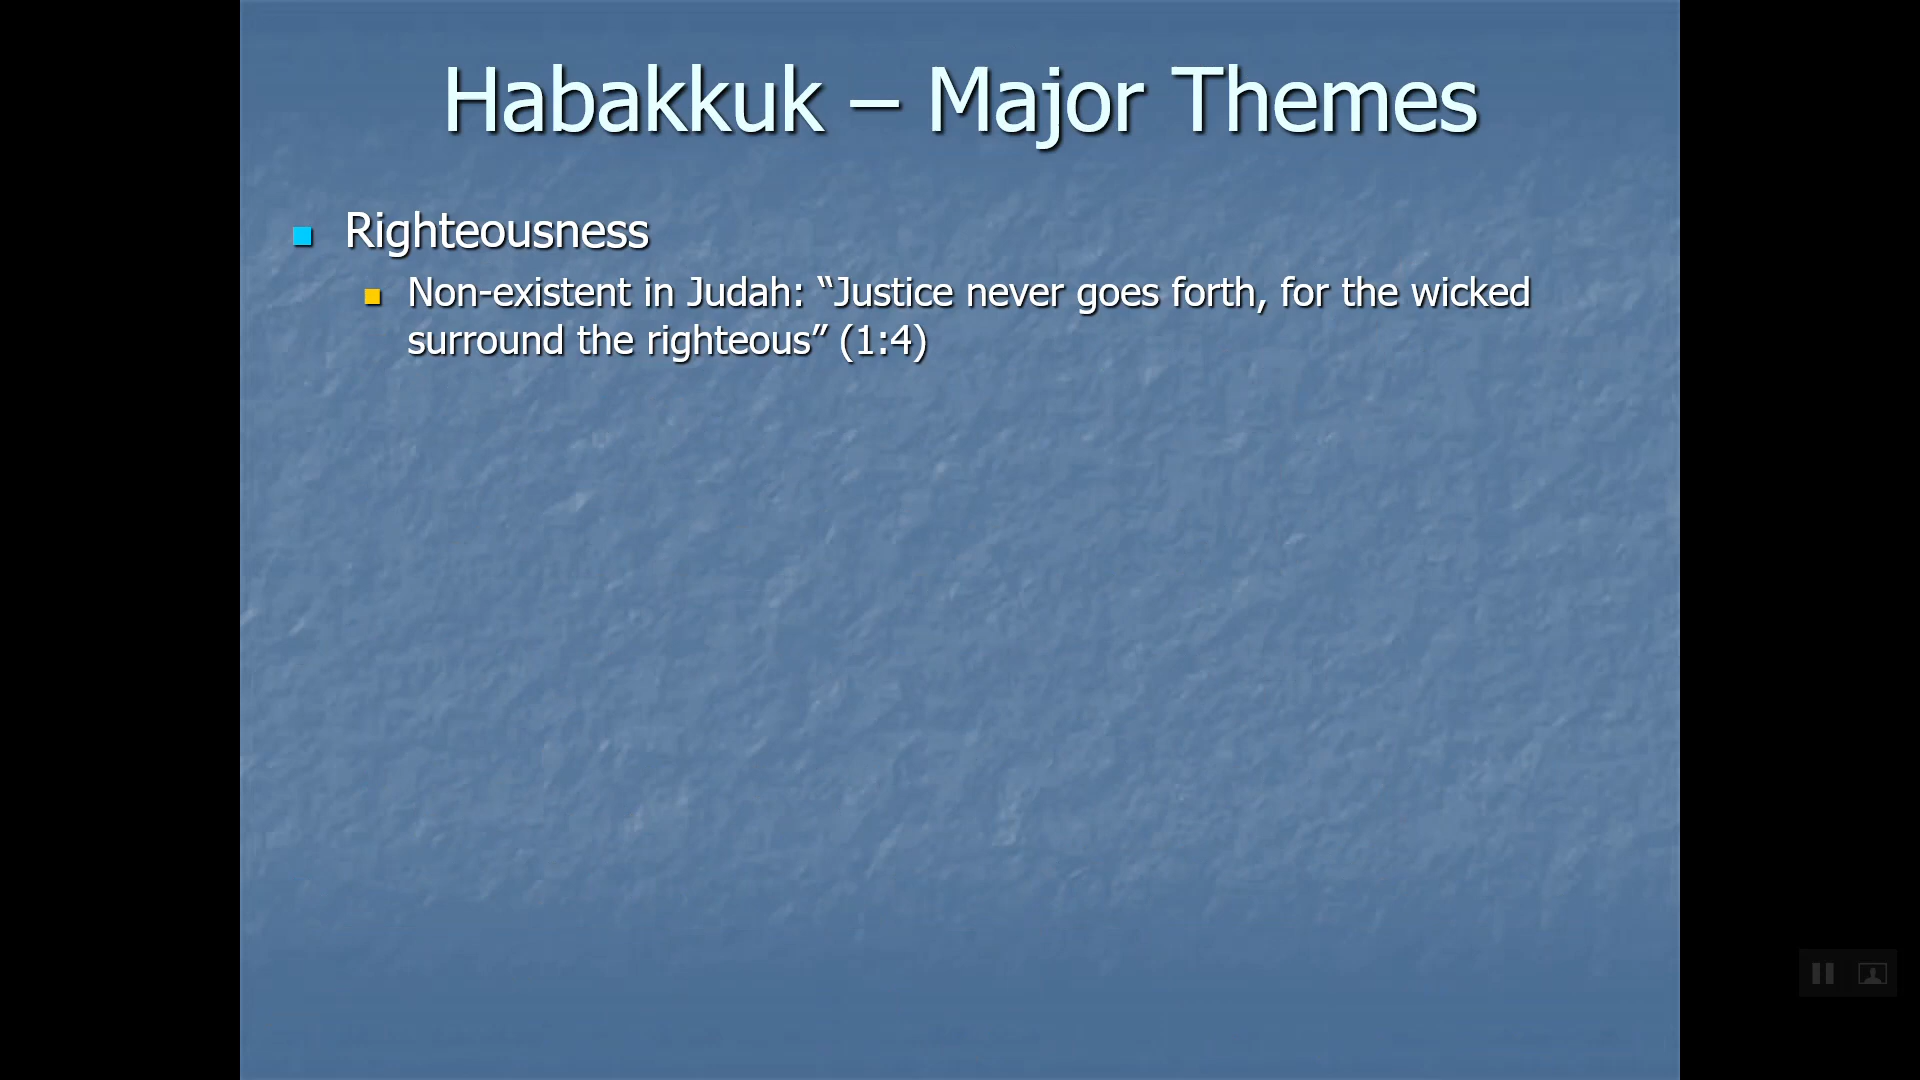 Habakkuk – Major Themes
Righteousness
Non-existent in Judah: “Justice never goes forth, for the wicked
surround the righteous” (1:4)